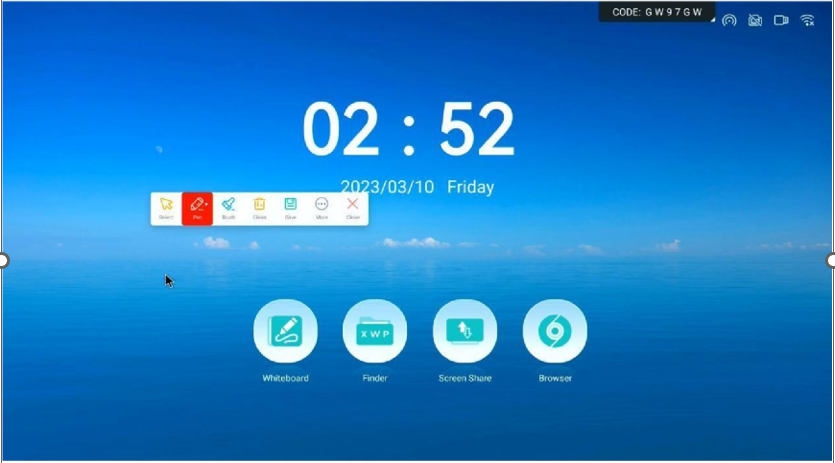 CODE: G W 9 7 G W
02 : 52
2023/03/10 Friday
Select Pen Brush Clean Save More Close
X W P
Whiteboard Finder Screen Share Browser